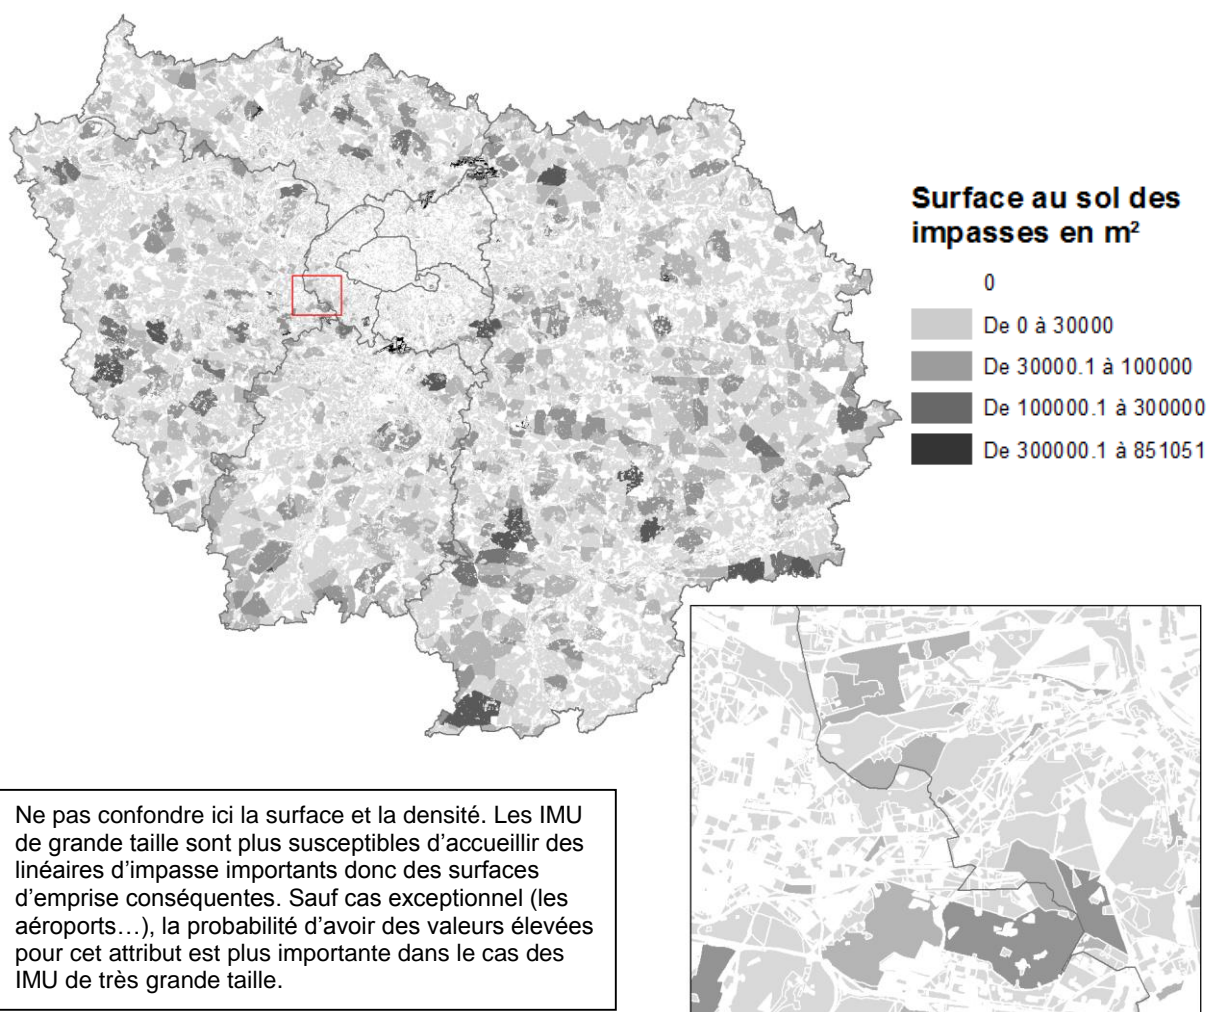 Surface au sol des
impasses en m²
0
De 0 à 30000
De 30000.1 à 100000
De 100000.1 à 300000
De 300000.1 à 851051
Ne pas confondre ici la surface et la densité. Les IMU
de grande taille sont plus susceptibles d’accueillir des
linéaires d’impasse importants donc des surfaces
d’emprise conséquentes. Sauf cas exceptionnel (les
aéroports…), la probabilité d’avoir des valeurs élevées
pour cet attribut est plus importante dans le cas des
IMU de très grande taille.